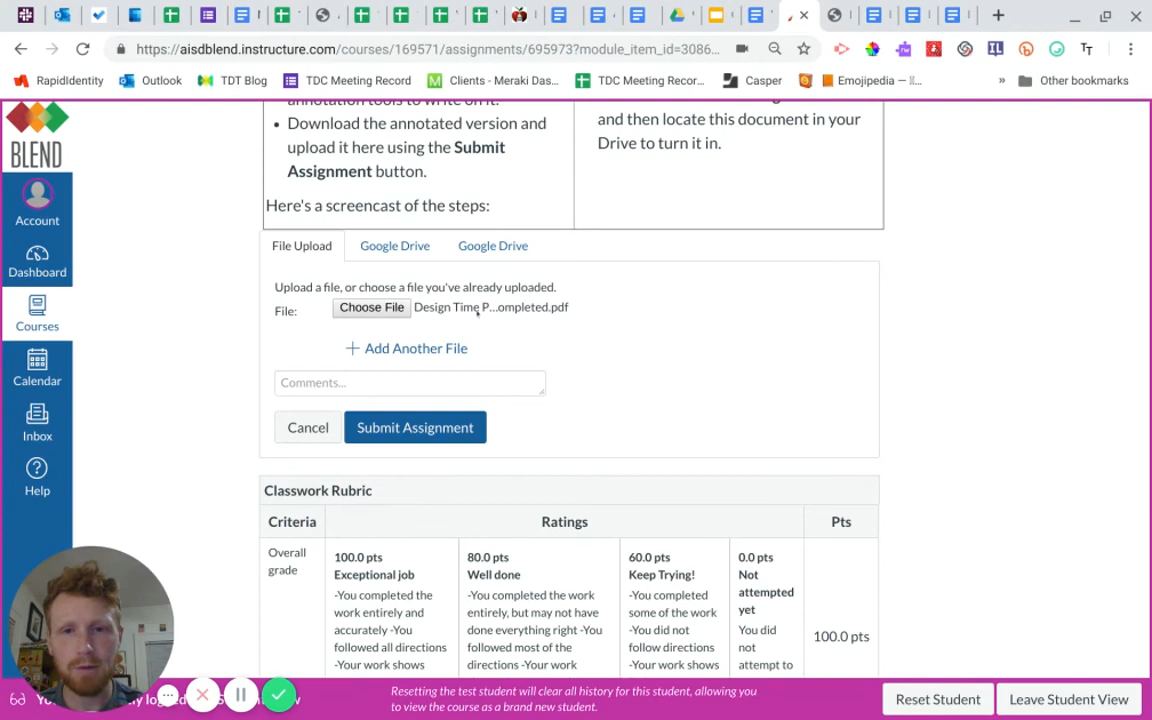 https://aisdblend.instructure.com/courses/169571/assignments/695973?module_item_id=3086...
RapidIdentity
Outlook
TDT Blog
TDC Meeting Record
Clients - Meraki Das...
TDC Meeting Recor...
Casper
Emojipedia — ...
»
Other bookmarks
BLEND
Account
Dashboard
Courses
Calendar
Inbox
Help
annotation tools to write on it.
• Download the annotated version and
upload it here using the Submit
Assignment button.
Here's a screencast of the steps:
and then locate this document in your
Drive to turn it in.
File Upload
Google Drive
Google Drive
Upload a file, or choose a file you've already uploaded.
File:
Choose File
Design Time P...ompleted.pdf
Add Another File
Comments...
Cancel
Submit Assignment
Classwork Rubric
Criteria
Ratings
Pts
Overall
grade
100.0 pts
Exceptional job
-You completed the
work entirely and
accurately -You
followed all directions
-Your work shows
80.0 pts
Well done
-You completed the work
entirely, but may not have
done everything right -You
followed most of the
directions -Your work
60.0 pts
Keep Trying!
-You completed
some of the work
-You did not
follow directions
-Your work shows
0.0 pts
Not
attempted
yet
You did
not
attempt to
100.0 pts
Resetting the test student will clear all history for this student, allowing you
to view the course as a brand new student.
Reset Student
Leave Student View